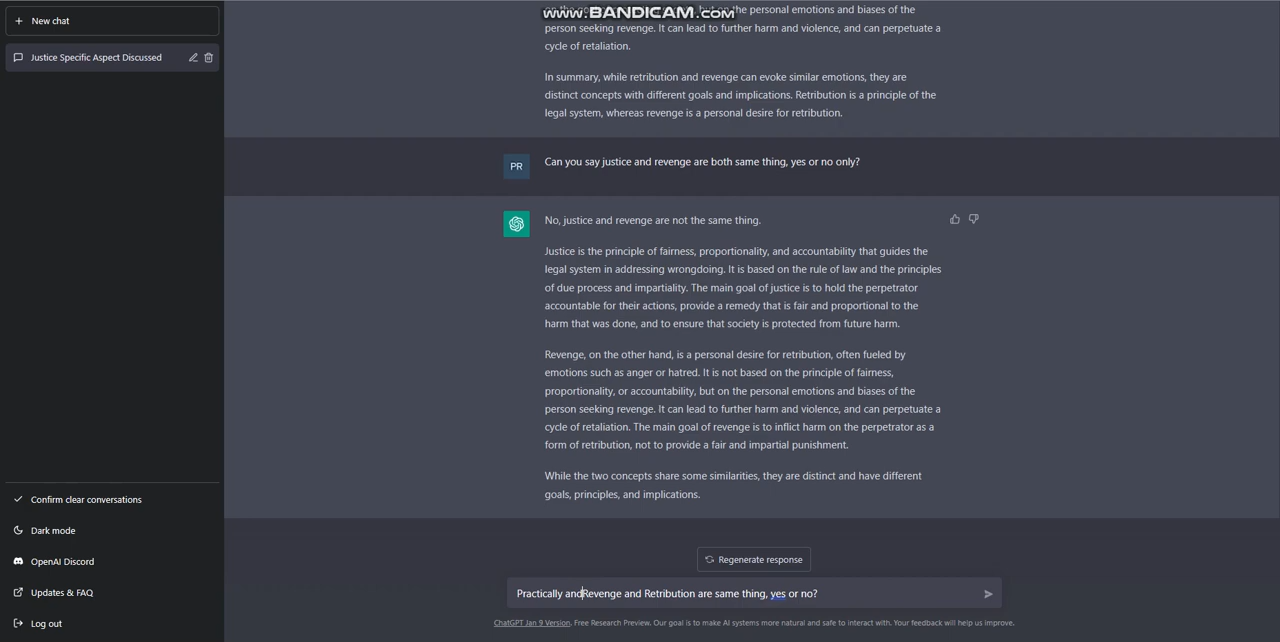 www.BANDICAM.com
New chat
Justice Specific Aspect Discussed
but on the personal emotions and biases of the
person seeking revenge. It can lead to further harm and violence, and can perpetuate a
cycle of retaliation.
In summary, while retribution and revenge can evoke similar emotions, they are
distinct concepts with different goals and implications. Retribution is a principle of the
legal system, whereas revenge is a personal desire for retribution.
PR
Can you say justice and revenge are both same thing, yes or no only?
No, justice and revenge are not the same thing.
Justice is the principle of fairness, proportionality, and accountability that guides the
legal system in addressing wrongdoing. It is based on the rule of law and the principles
of due process and impartiality. The main goal of justice is to hold the perpetrator
accountable for their actions, provide a remedy that is fair and proportional to the
harm that was done, and to ensure that society is protected from future harm.
Revenge, on the other hand, is a personal desire for retribution, often fueled by
emotions such as anger or hatred. It is not based on the principle of fairness,
proportionality, or accountability, but on the personal emotions and biases of the
person seeking revenge. It can lead to further harm and violence, and can perpetuate a
cycle of retaliation. The main goal of revenge is to inflict harm on the perpetrator as a
form of retribution, not to provide a fair and impartial punishment.
While the two concepts share some similarities, they are distinct and have different
goals, principles, and implications.
Confirm clear conversations
Dark mode
OpenAI Discord
Updates & FAQ
Log out
Regenerate response
Practically andRevenge and Retribution are same thing, yes or no?
ChatGPT Jan 9 Version. Free Research Preview. Our goal is to make AI systems more natural and safe to interact with. Your feedback will help us improve.